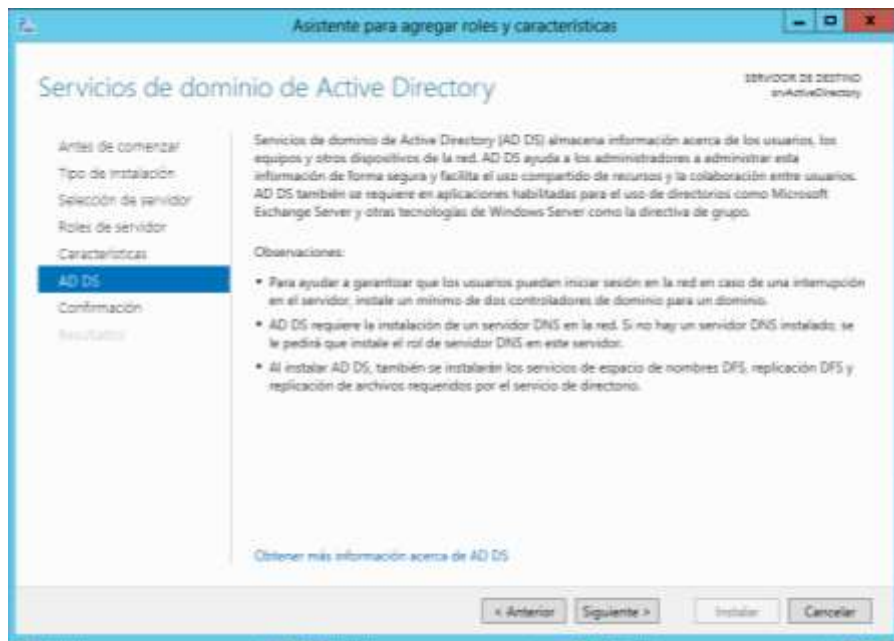 Asistente para agregar roles y características
Servicios de dominio de Active Directory
SERVIDOR DE DESTINO
srvActiveDirectory
Antes de comenzar
Tipo de instalación
Selección de servidor
Roles de servidor
Características
AD DS
Confirmación
Resultados
Servicios de dominio de Active Directory (AD DS) almacena información acerca de los usuarios, los
equipos y otros dispositivos de la red. AD DS ayuda a los administradores a administrar esta
información de forma segura y facilita el uso compartido de recursos y la colaboración entre usuarios.
AD DS también se requiere en aplicaciones habilitadas para el uso de directorios como Microsoft
Exchange Server y otras tecnologías de Windows Server como la directiva de grupo.
Observaciones:
• Para ayudar a garantizar que los usuarios puedan iniciar sesión en la red en caso de una interrupción
en el servidor, instale un mínimo de dos controladores de dominio para un dominio.
• AD DS requiere la instalación de un servidor DNS en la red. Si no hay un servidor DNS instalado, se
le pedirá que instale el rol de servidor DNS en este servidor.
• Al instalar AD DS, también se instalarán los servicios de espacio de nombres DFS, replicación DFS y
replicación de archivos requeridos por el servicio de directorio.
Obtener más información acerca de AD DS
< Anterior
Siguiente >
Instalar
Cancelar